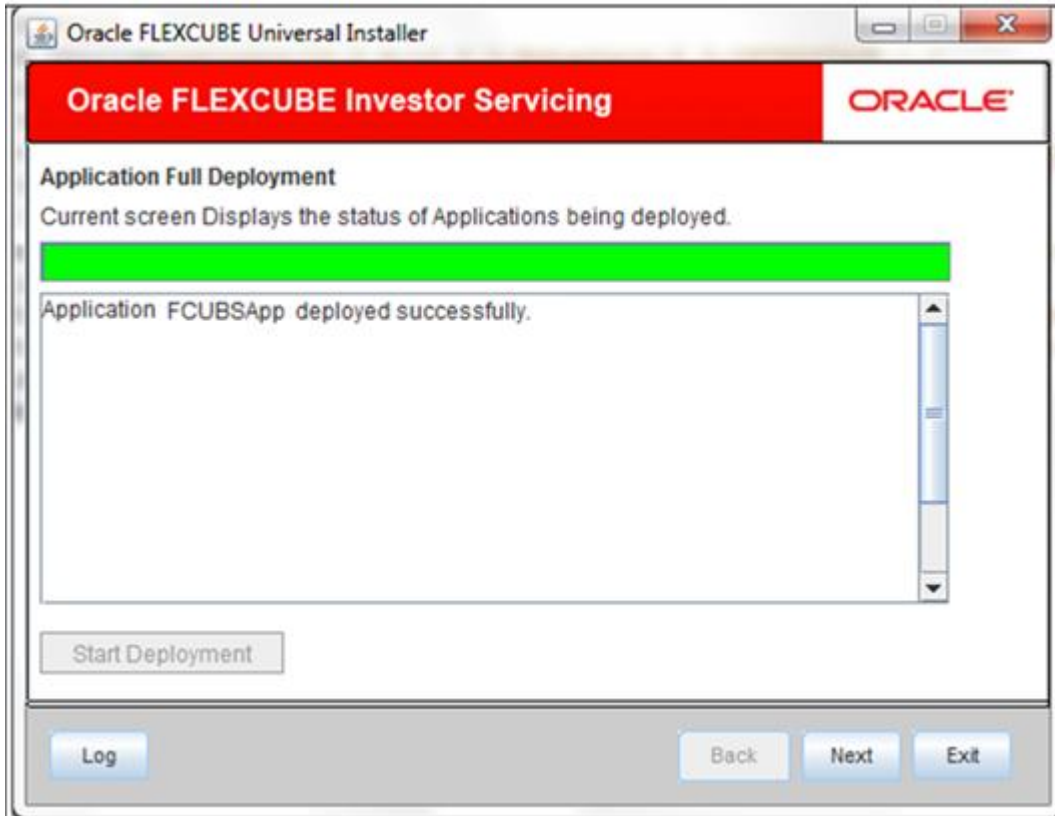 Oracle FLEXCUBE Universal Installer
Oracle FLEXCUBE Investor Servicing
ORACLE
Application Full Deployment
Current screen Displays the status of Applications being deployed.
Application FCUBSApp deployed successfully.
Start Deployment
Log
Back
Next
Exit